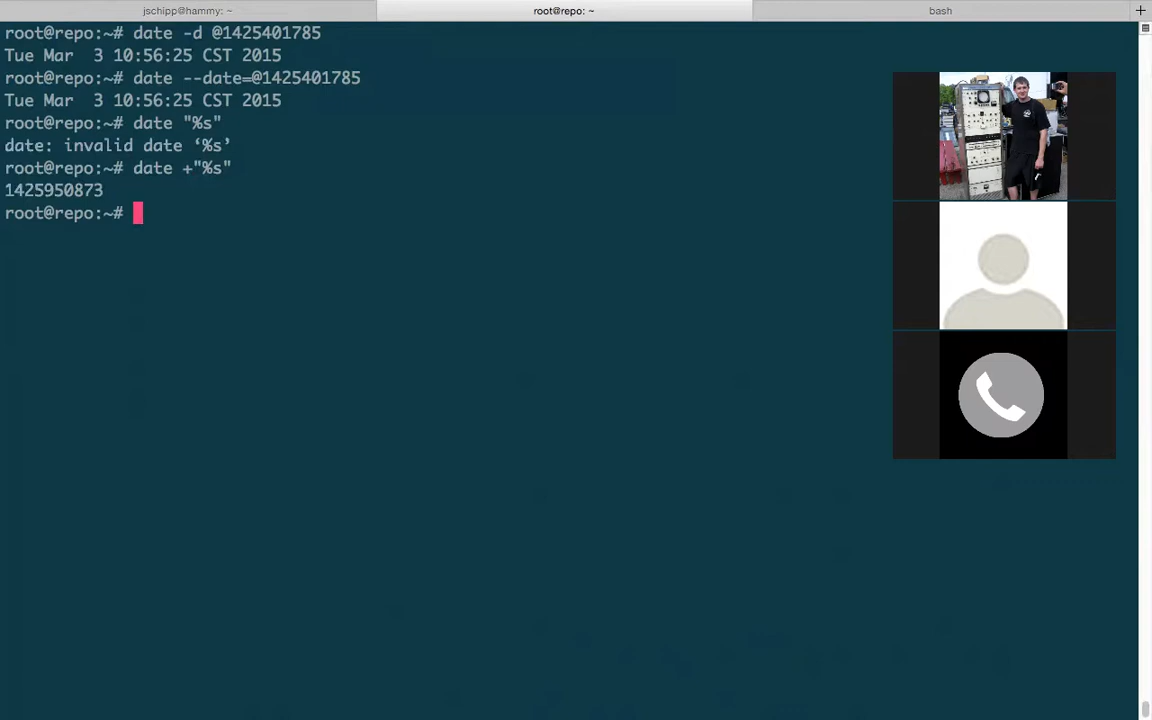 jschipp@hammy: ~
root@repo: ~
bash
root@repo:~# date -d @1425401785
Tue Mar  3 10:56:25 CST 2015
root@repo:~# date --date=@1425401785
Tue Mar  3 10:56:25 CST 2015
root@repo:~# date "%s"
date: invalid date ‘%s’
root@repo:~# date +"%s"
1425950873
root@repo:~#